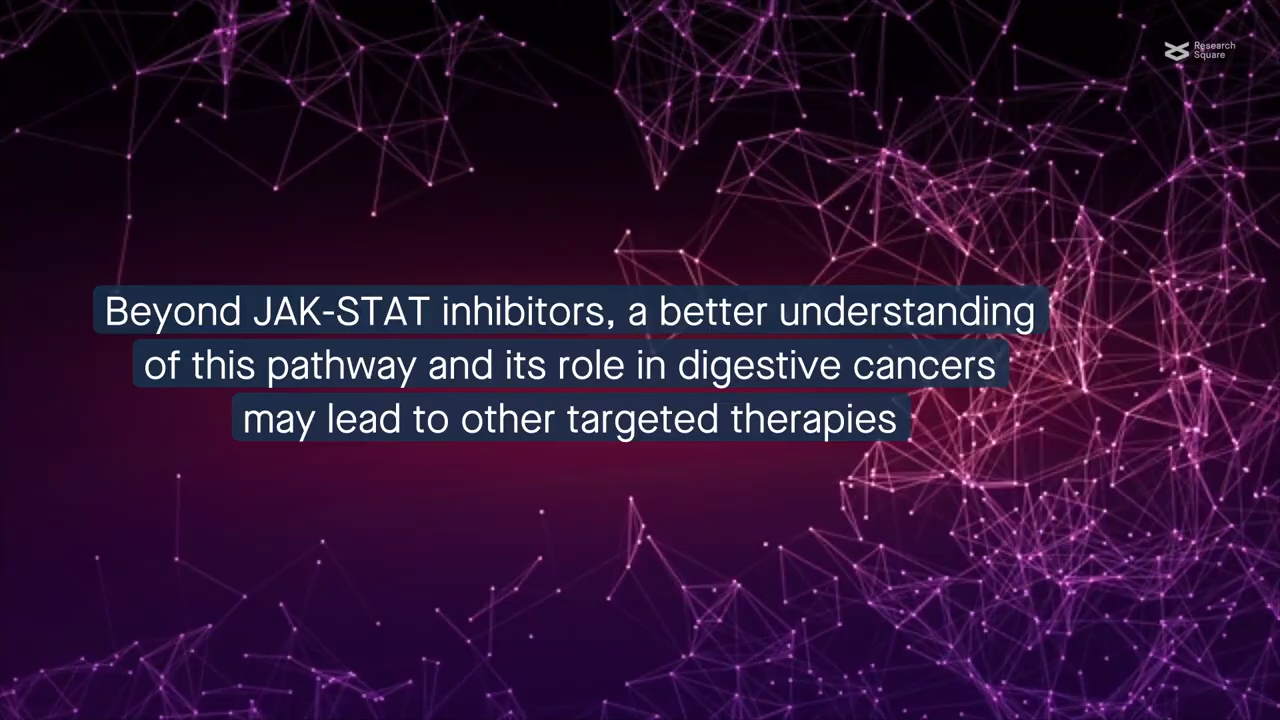 Research
Square
Beyond JAK-STAT inhibitors, a better understanding
of this pathway and its role in digestive cancers
may lead to other targeted therapies